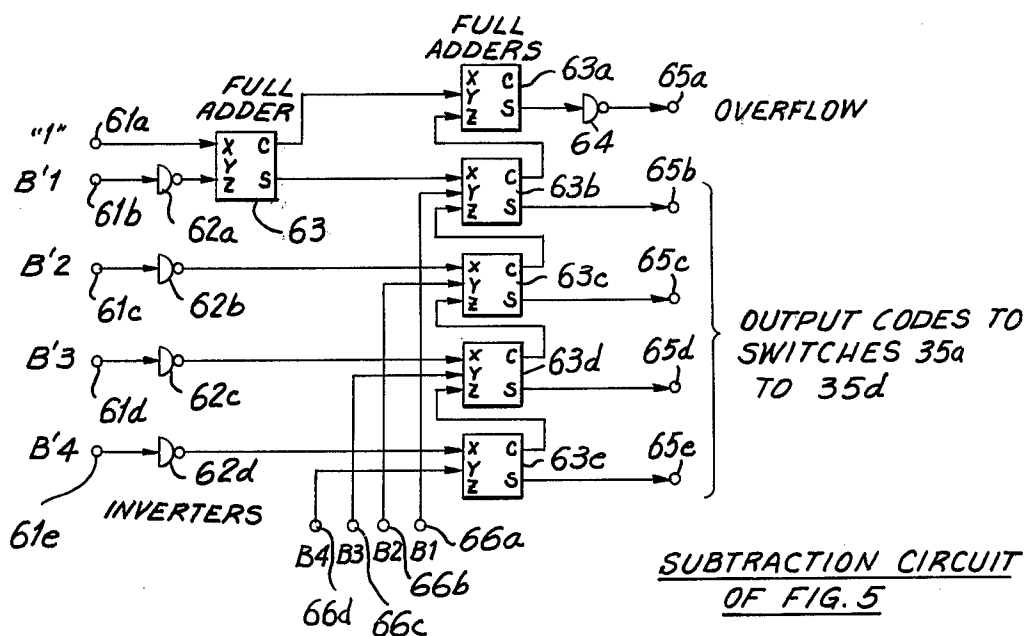 FULL
ADDERS
FULL
ADDER
"1"
61a
X
Y
Z
C
S
63
B'1
61b
62a
X
Y
Z
C
S
63a
64
65a
OVERFLOW
X
Y
Z
C
S
63b
65b
B'2
61c
62b
X
Y
Z
C
S
63c
65c
B'3
61d
62c
X
Y
Z
C
S
63d
65d
B'4
61e
62d
X
Y
Z
C
S
63e
65e
INVERTERS
OUTPUT CODES TO
SWITCHES 35a
TO 35d
B4 B3 B2 B1
66a
66b
66c
66d
SUBTRACTION CIRCUIT
OF FIG. 5